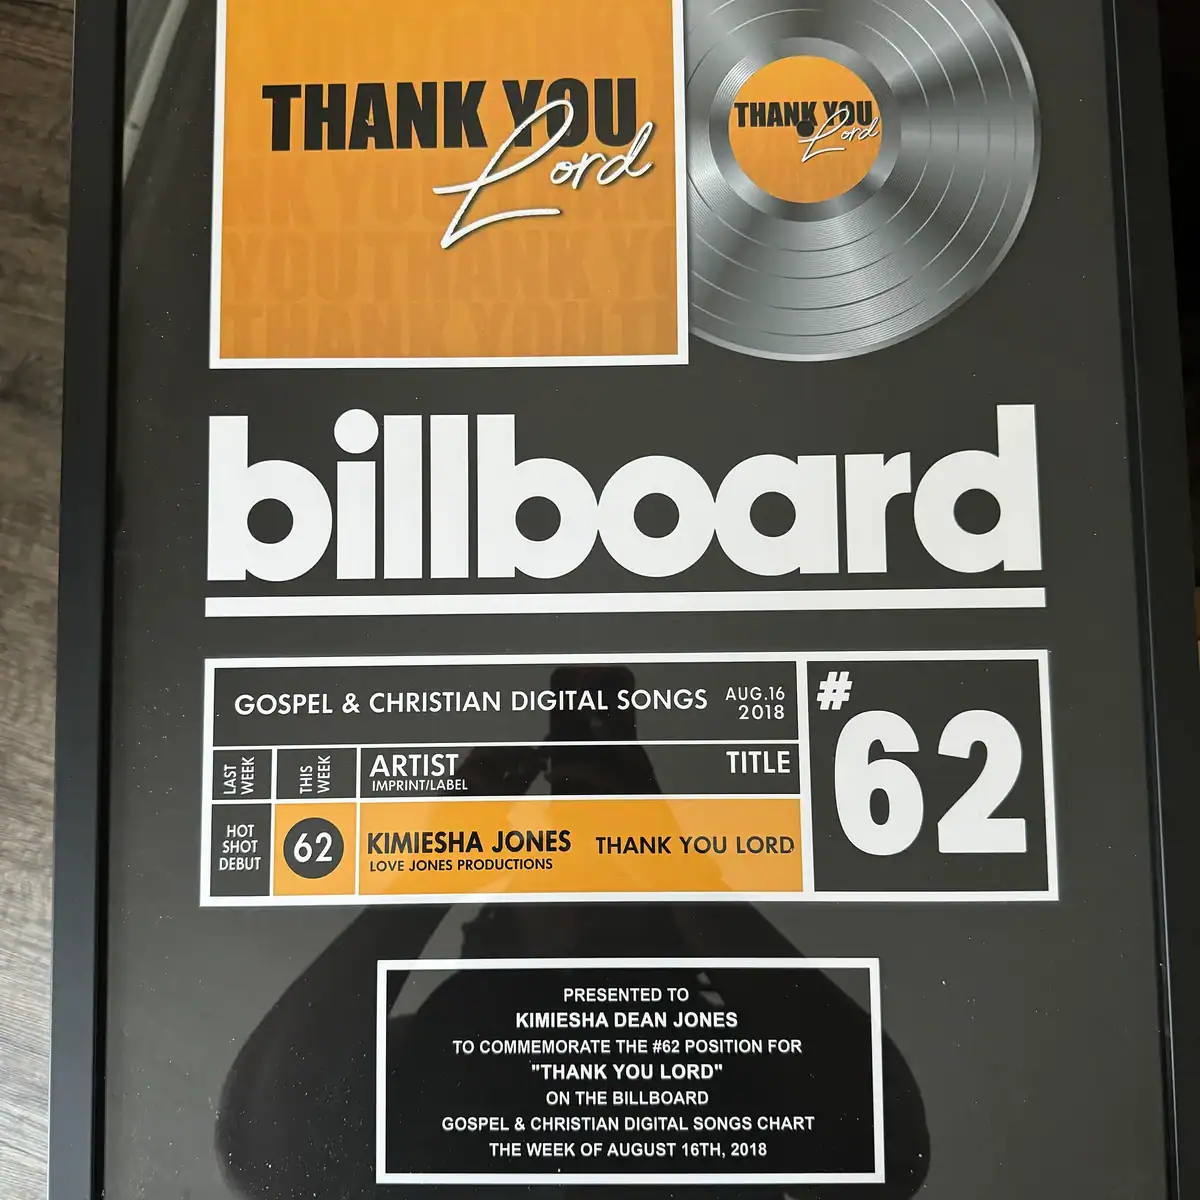 THANK YOU
Lord
THANK YOU
Lord
billboard
GOSPEL & CHRISTIAN DIGITAL SONGS
AUG.16
2018
#
62
LAST
WEEK
THIS
WEEK
ARTIST
IMPRINT/LABEL
TITLE
HOT
SHOT
DEBUT
62
KIMIESHA JONES
LOVE JONES PRODUCTIONS
THANK YOU LORD
PRESENTED TO
KIMIESHA DEAN JONES
TO COMMEMORATE THE #62 POSITION FOR
"THANK YOU LORD"
ON THE BILLBOARD
GOSPEL & CHRISTIAN DIGITAL SONGS CHART
THE WEEK OF AUGUST 16TH, 2018